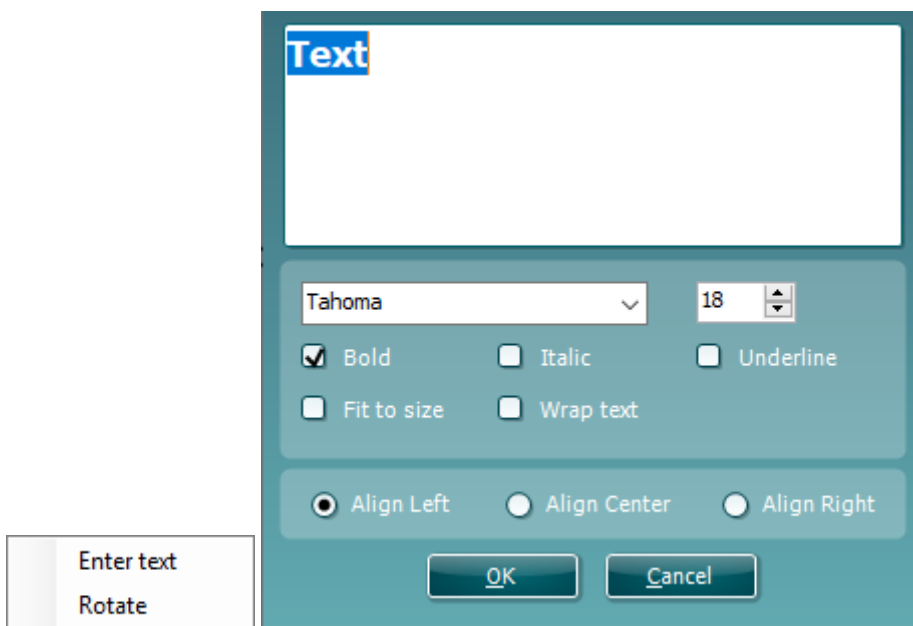 Text
Tahoma 18
Bold Italic Underline
Fit to size Wrap text
Align Left Align Center Align Right
OK Cancel
Enter text
Rotate